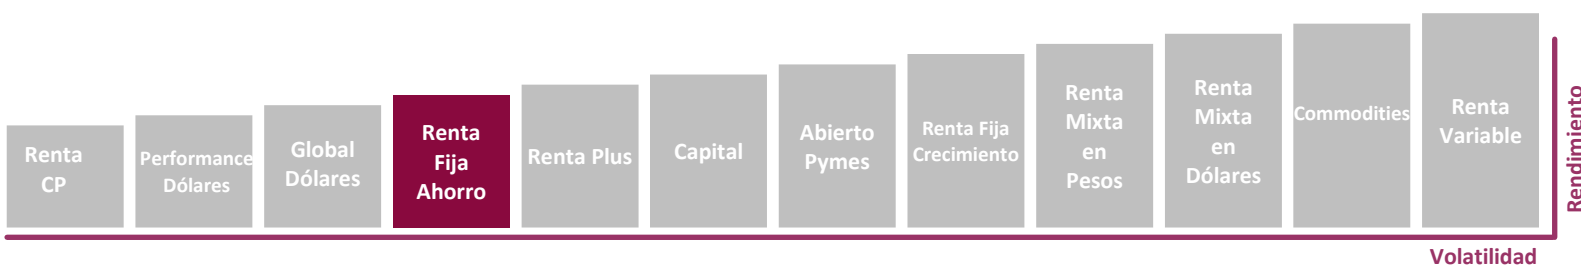 Renta
CP
Performance
Dólares
Global
Dólares
Renta
Fija
Ahorro
Renta Plus
Capital
Abierto
Pymes
Renta Fija
Crecimiento
Renta
Mixta
en
Pesos
Renta
Mixta
en
Dólares
Commodities
Renta
Variable
Rendimiento
Volatilidad